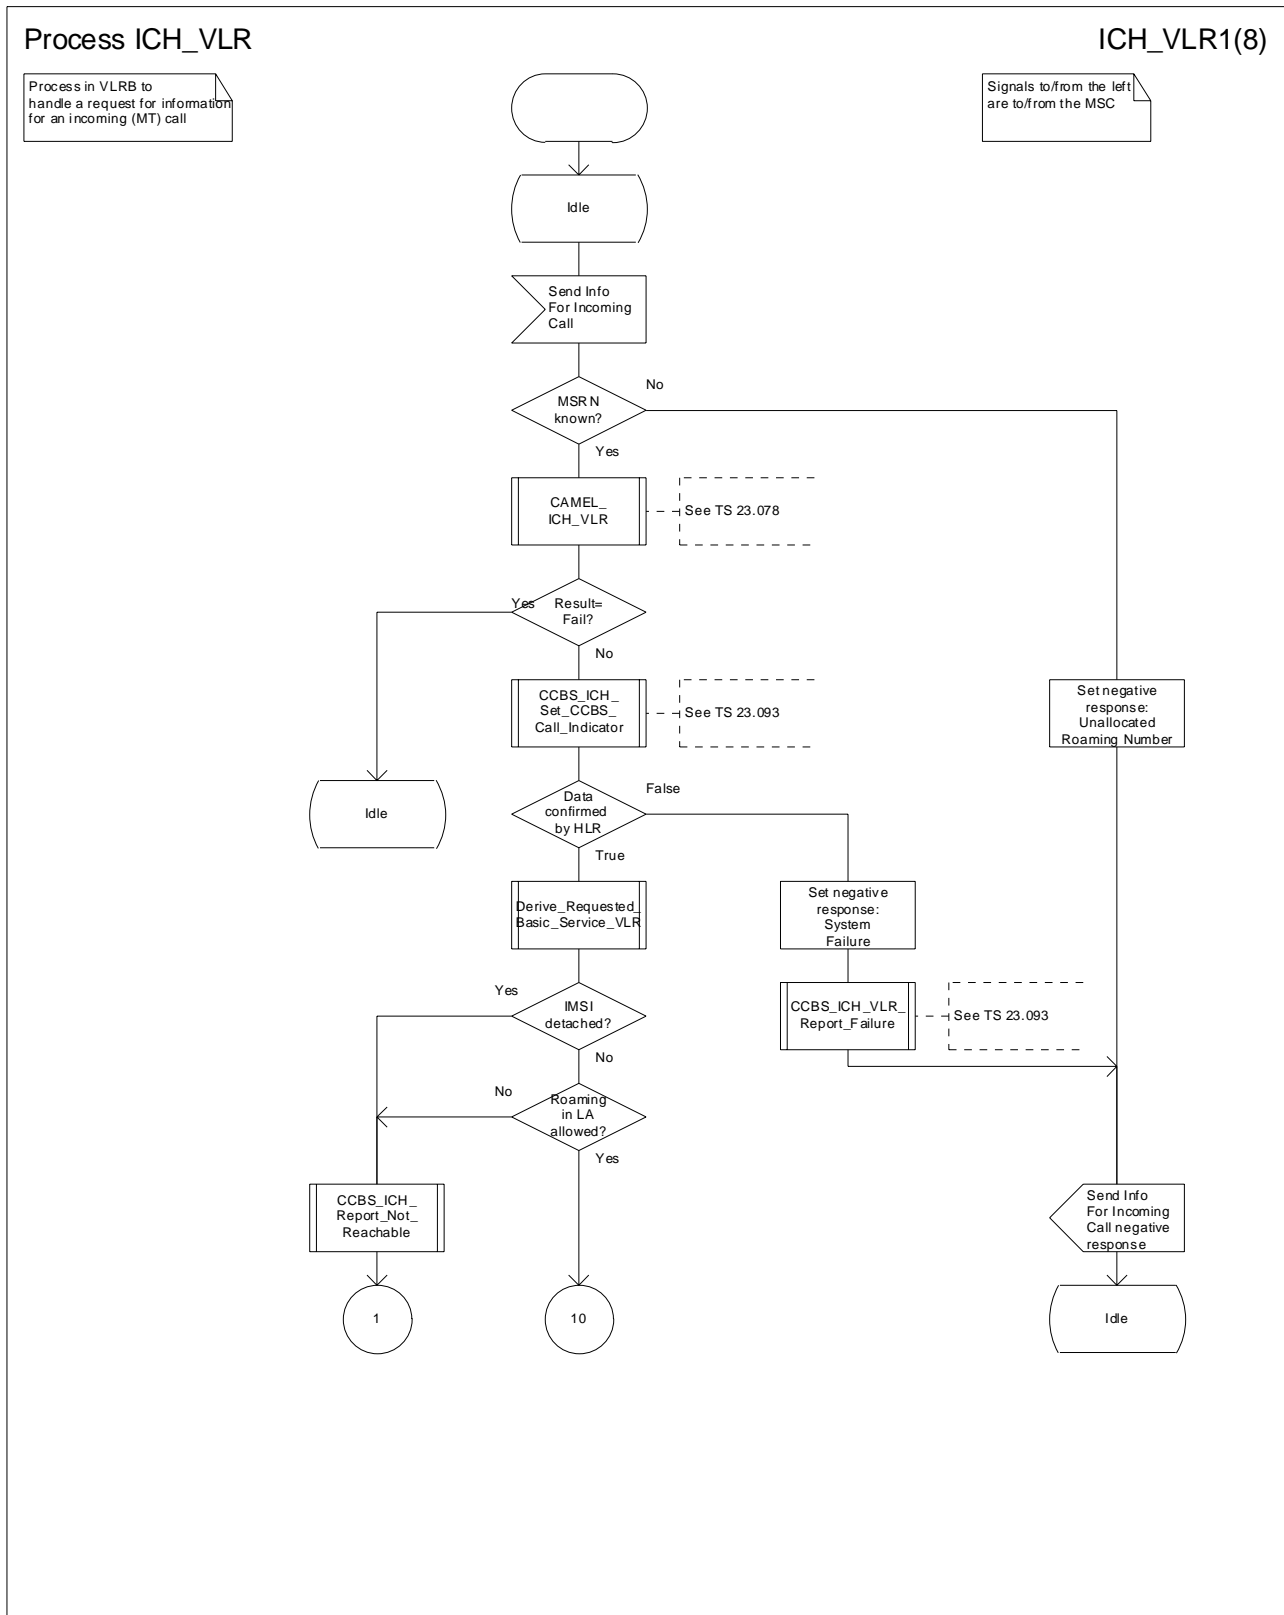 Process ICH_VLR
ICH_VLR1(8)
Process in VLRB to
handle a request for information
for an incoming (MT) call
Signals to/from the left
are to/from the MSC
Idle
Send Info
For Incoming
Call
No
MSRN
known?
Yes
CAMEL_
ICH_VLR
See TS 23.078
Yes
Result=
Fail?
No
CCBS_ICH_
Set_CCBS_
Call_Indicator
See TS 23.093
Set negative
response:
Unallocated
Roaming Number
Idle
False
Data
confirmed
by HLR
True
Derive_Requested_
Basic_Service_VLR
Set negative
response:
System
Failure
Yes
IMSI
detached?
No
CCBS_ICH_VLR_
Report_Failure
See TS 23.093
No
Roaming
in LA
allowed?
Yes
CCBS_ICH_
Report_Not_
Reachable
Send Info
For Incoming
Call negative
response
1
10
Idle